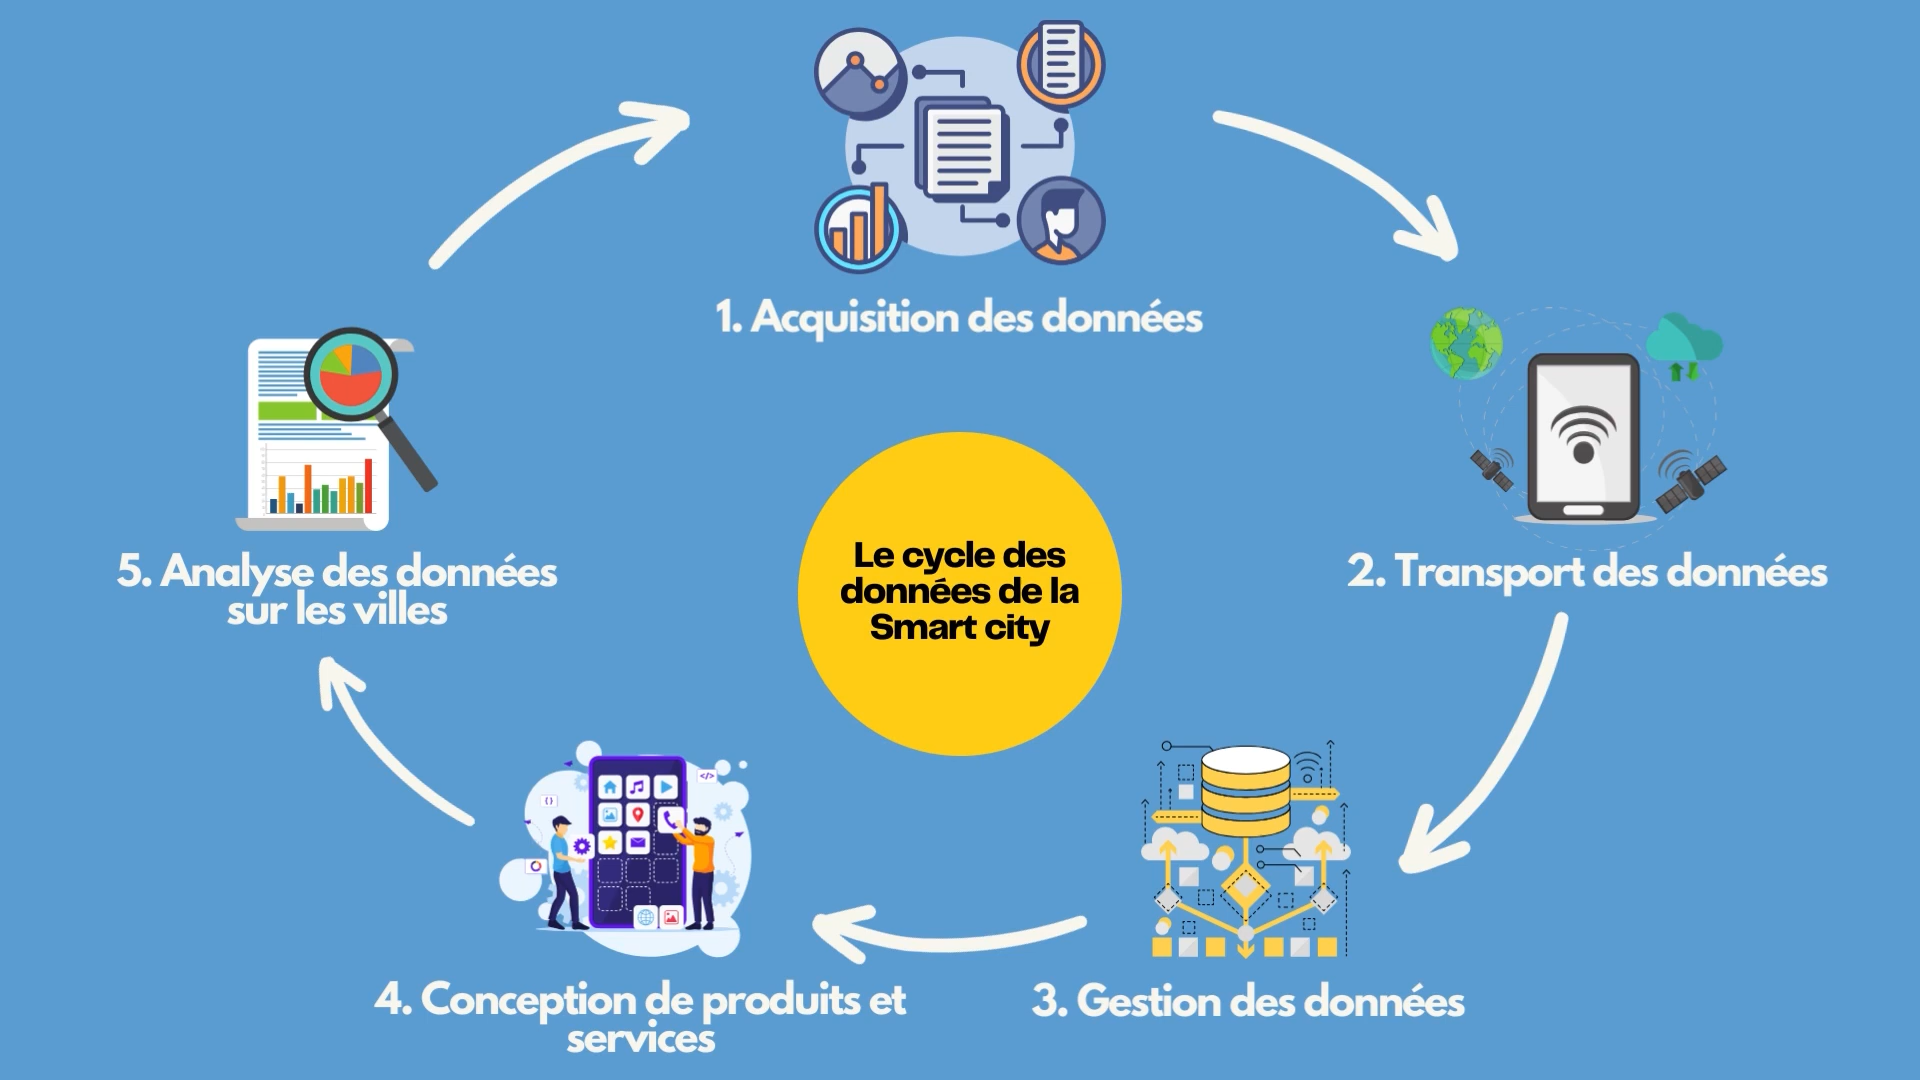 1. Acquisition des données
2. Transport des données
3. Gestion des données
4. Conception de produits et
services
5. Analyse des données
sur les villes
Le cycle des
données de la
Smart city